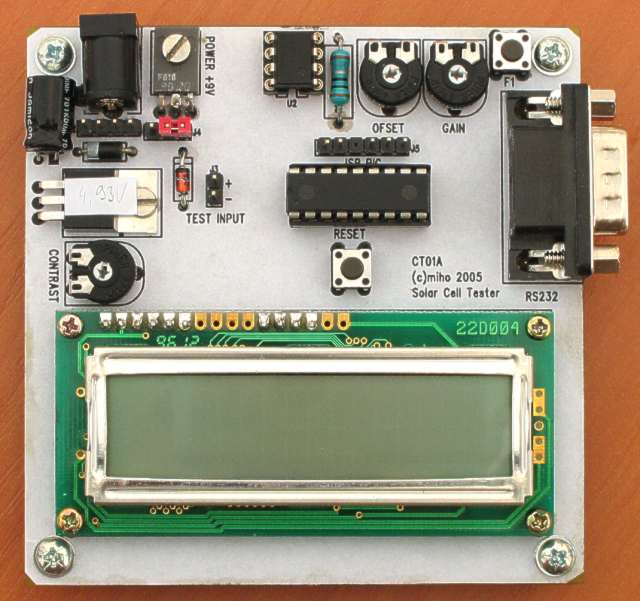 POWER +9V
U2
OFSET
GAIN
F1
J4
J5
ISP PIC
4,93V
+
-
TEST INPUT
RESET
CONTRAST
CT01A
(c)miho 2005
Solar Cell Tester
RS232
22D004